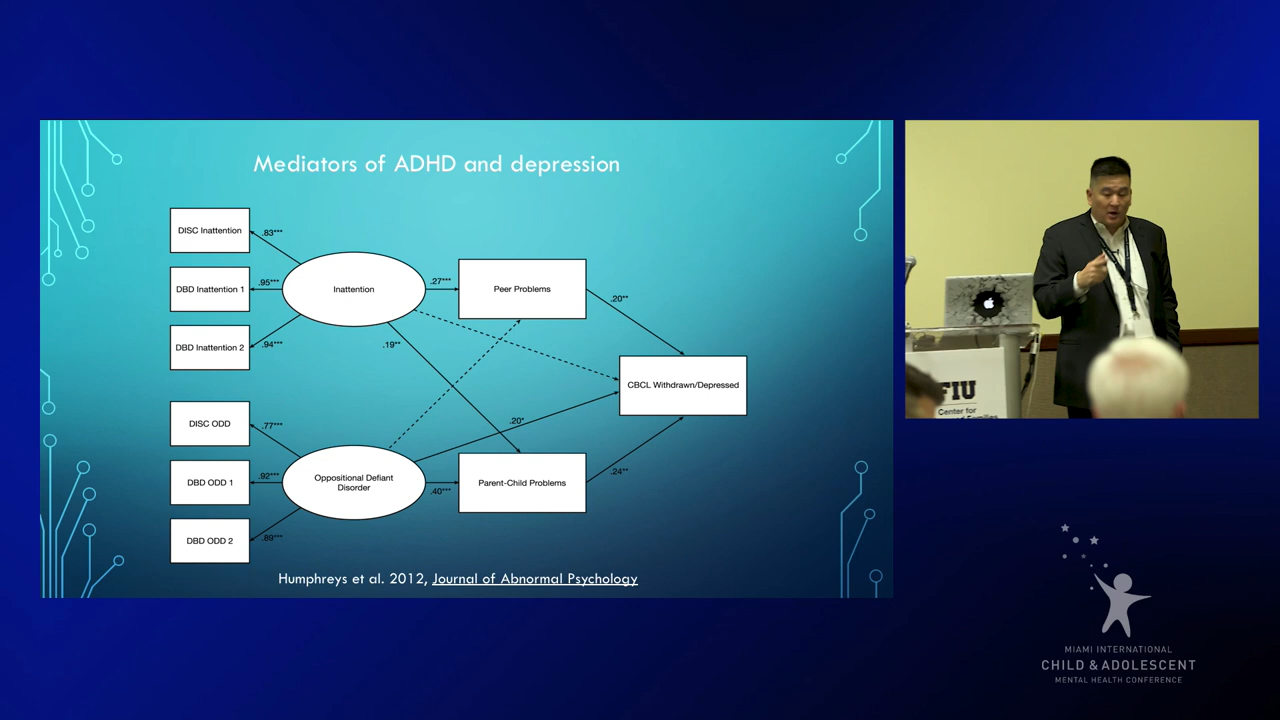 Mediators of ADHD and depression
DISC Inattention
.83***
DBD Inattention 1
.95***
DBD Inattention 2
.94***
Inattention
.27***
Peer Problems
.20**
.19**
CBCL Withdrawn/Depressed
DISC ODD
.77***
DBD ODD 1
.92***
DBD ODD 2
.89***
Oppositional Defiant
Disorder
.20*
.40***
Parent-Child Problems
.24**
Humphreys et al. 2012, Journal of Abnormal Psychology
FIU
Center for
Families
MIAMI INTERNATIONAL
CHILD & ADOLESCENT
MENTAL HEALTH CONFERENCE